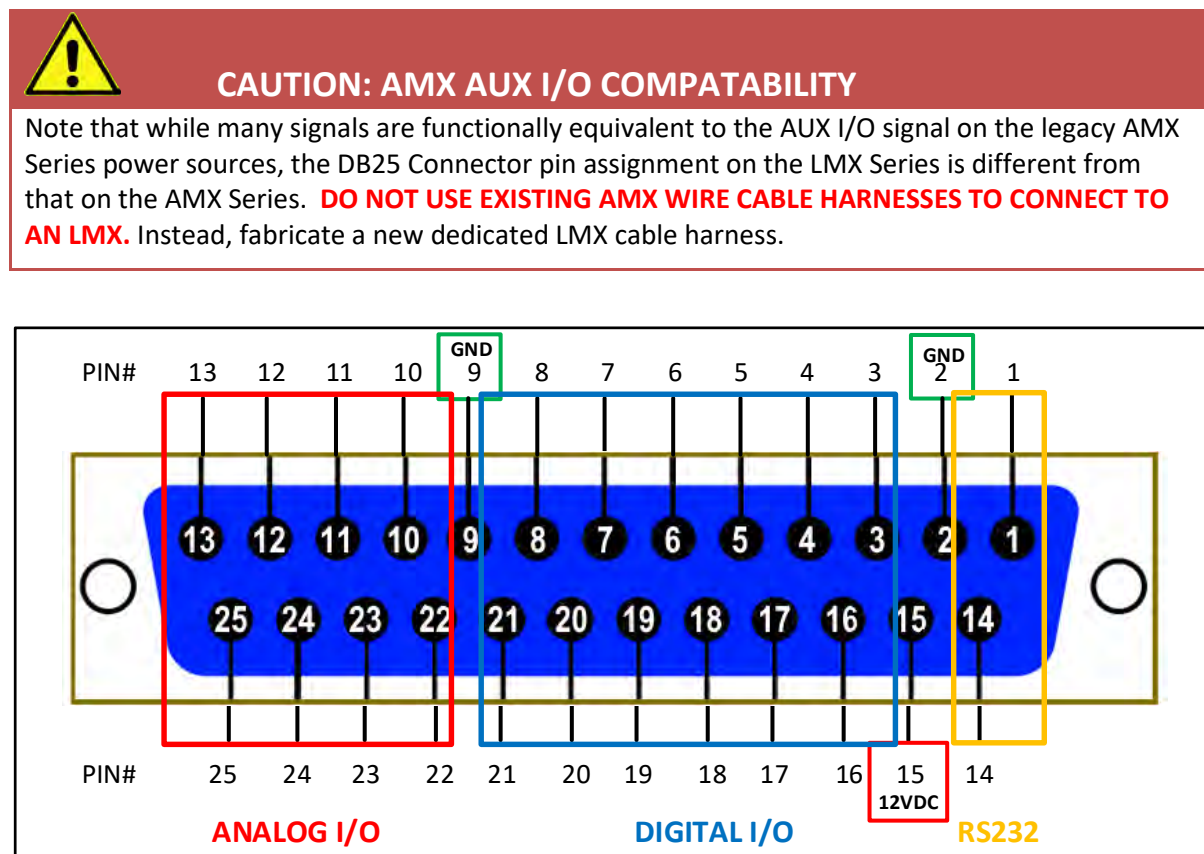 CAUTION: AMX AUX I/O COMPATABILITY
Note that while many signals are functionally equivalent to the AUX I/O signal on the legacy AMX
Series power sources, the DB25 Connector pin assignment on the LMX Series is different from
that on the AMX Series. DO NOT USE EXISTING AMX WIRE CABLE HARNESSES TO CONNECT TO
AN LMX. Instead, fabricate a new dedicated LMX cable harness.
GND GND
PIN# 13 12 11 10 9 8 7 6 5 4 3 2 1
13 12 11 10 9 8 7 6 5 4 3 2 1
25 24 23 22 21 20 19 18 17 16 15 14
PIN# 25 24 23 22 21 20 19 18 17 16 15 14
12VDC
ANALOG I/O DIGITAL I/O RS232